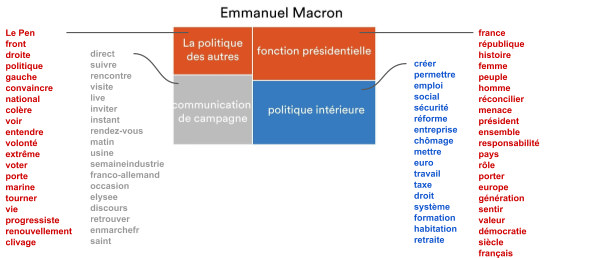 Emmanuel Macron
Le Pen
front
droite
politique
gauche
convaincre
national
colère
voir
entendre
volonté
extrême
voter
porte
marine
tourner
vie
progressiste
renouvellement
clivage
direct
suivre
rencontre
visite
live
inviter
instant
rendez-vous
matin
usine
semaineindustrie
franco-allemand
occasion
elysee
discours
retrouver
enmarchefr
saint
La politique
des autres
fonction présidentielle
communication
de campagne
politique intérieure
créer
permettre
emploi
social
sécurité
réforme
entreprise
chômage
mettre
euro
travail
taxe
droit
système
formation
habitation
retraite
france
république
histoire
femme
peuple
homme
réconcilier
menace
président
ensemble
responsabilité
pays
rôle
porter
europe
génération
sentir
valeur
démocratie
siècle
français